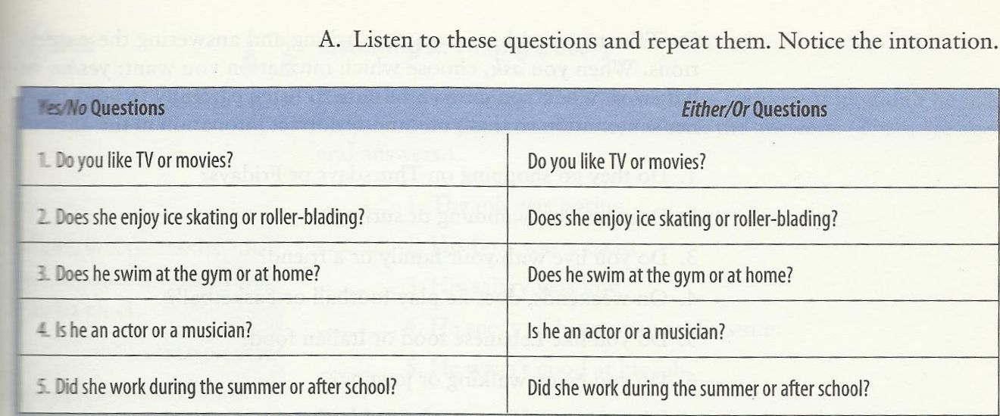 A. Listen to these questions and repeat them. Notice the intonation.
Yes/No Questions Either/Or Questions
1. Do you like TV or movies? Do you like TV or movies?
2. Does she enjoy ice skating or roller-blading? Does she enjoy ice skating or roller-blading?
3. Does he swim at the gym or at home? Does he swim at the gym or at home?
4. Is he an actor or a musician? Is he an actor or a musician?
5. Did she work during the summer or after school? Did she work during the summer or after school?